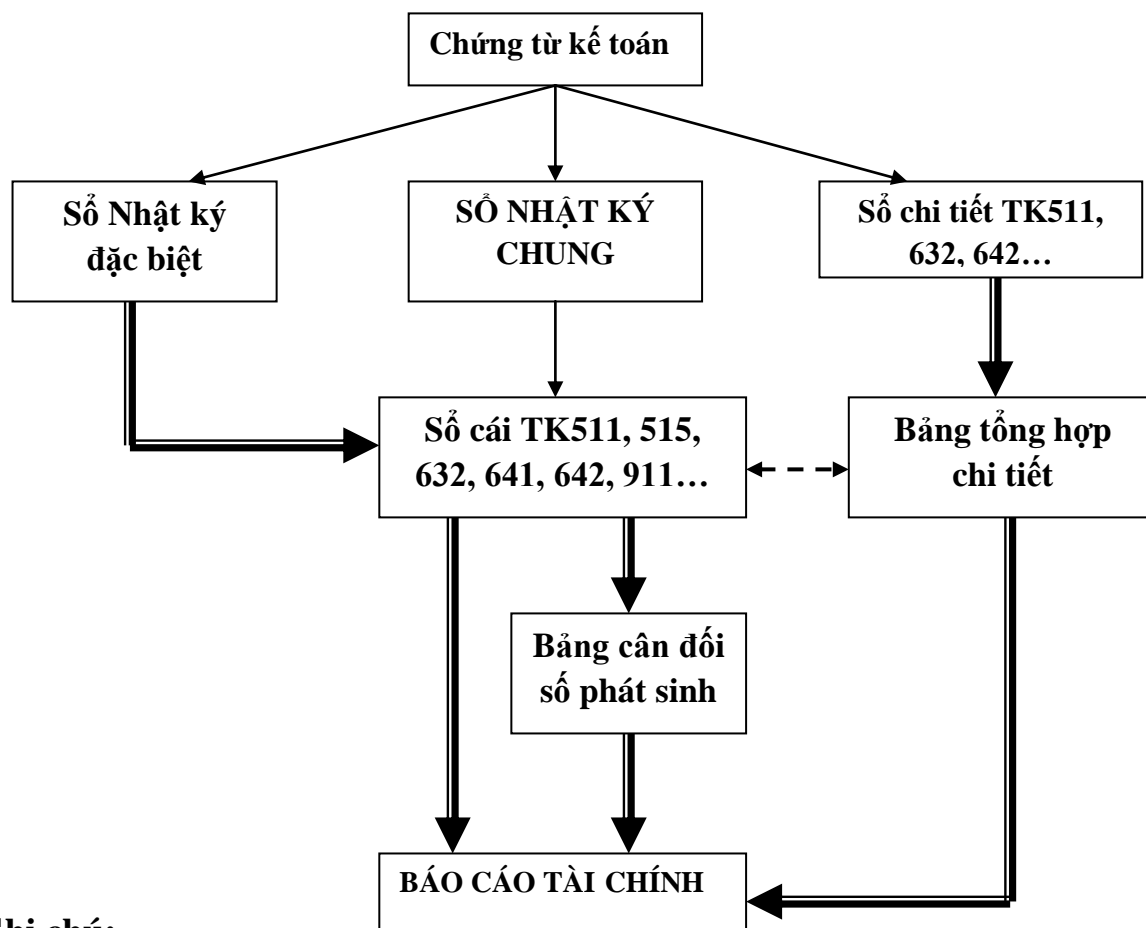 Chứng từ kế toán
Sổ Nhật ký
đặc biệt
SỔ NHẬT KÝ
CHUNG
Sổ chi tiết TK511,
632, 642…
Sổ cái TK511, 515,
632, 641, 642, 911…
Bảng tổng hợp
chi tiết
Bảng cân đối
số phát sinh
BÁO CÁO TÀI CHÍNH